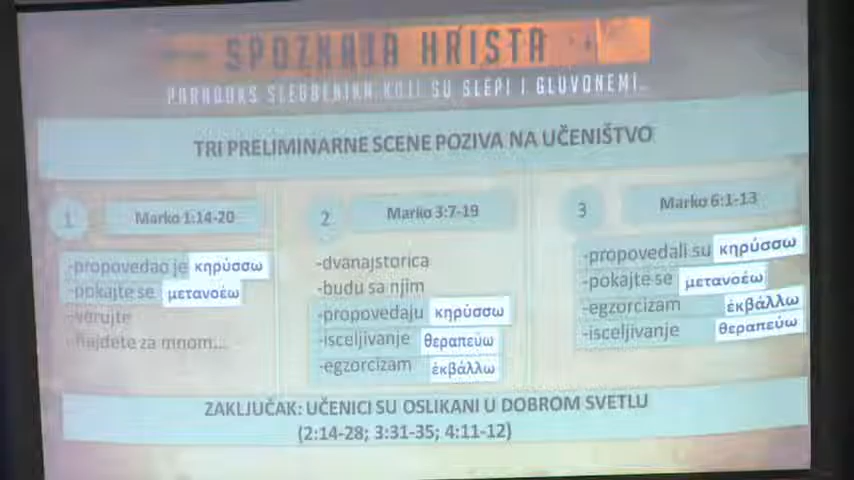 SPOZNAJA HRISTA
PARADOKS SLEDBENIKA KOJI SU SLEPI I GLUVONEMI...
TRI PRELIMINARNE SCENE POZIVA NA UČENIŠTVO
1 Marko 1:14-20
-propovedao je κηρύσσω
-pokajte se μετανοέω
-verujte
-hajdete za mnom...
2 Marko 3:7-19
-dvanajstorica
-budu sa njim
-propovedaju κηρύσσω
-isceljivanje θεραπεύω
-egzorcizam ἐκβάλλω
3 Marko 6:1-13
-propovedali su κηρύσσω
-pokajte se μετανοέω
-egzorcizam ἐκβάλλω
-isceljivanje θεραπεύω
ZAKLJUČAK: UČENICI SU OSLIKANI U DOBROM SVETLU
(2:14-28; 3:31-35; 4:11-12)